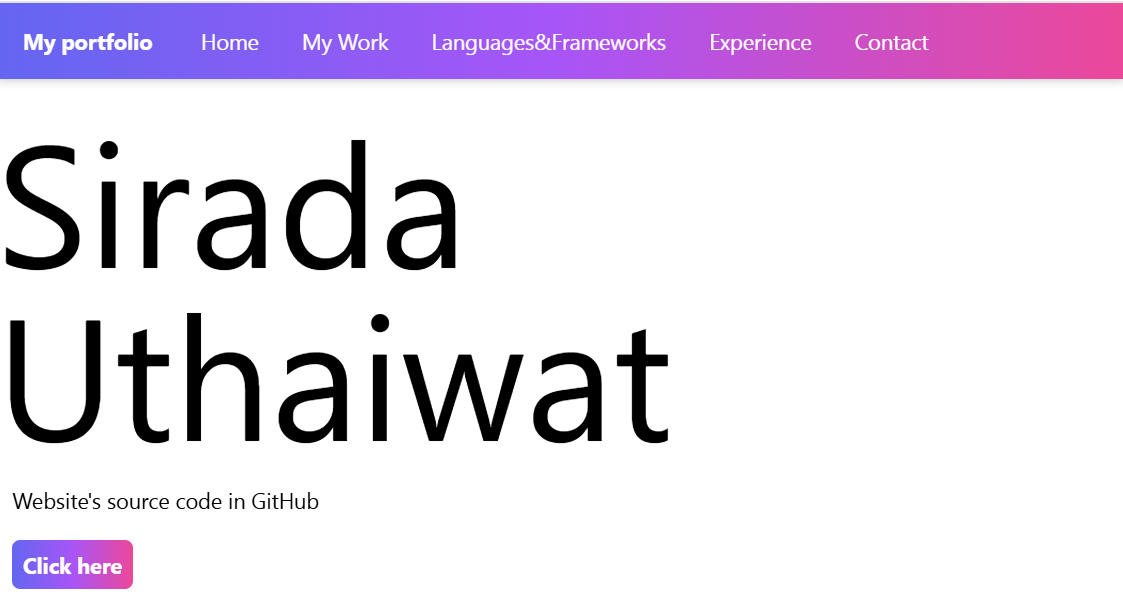 My portfolio Home My Work Languages&Frameworks Experience Contact
Sirada
Uthaiwat
Website's source code in GitHub
Click here